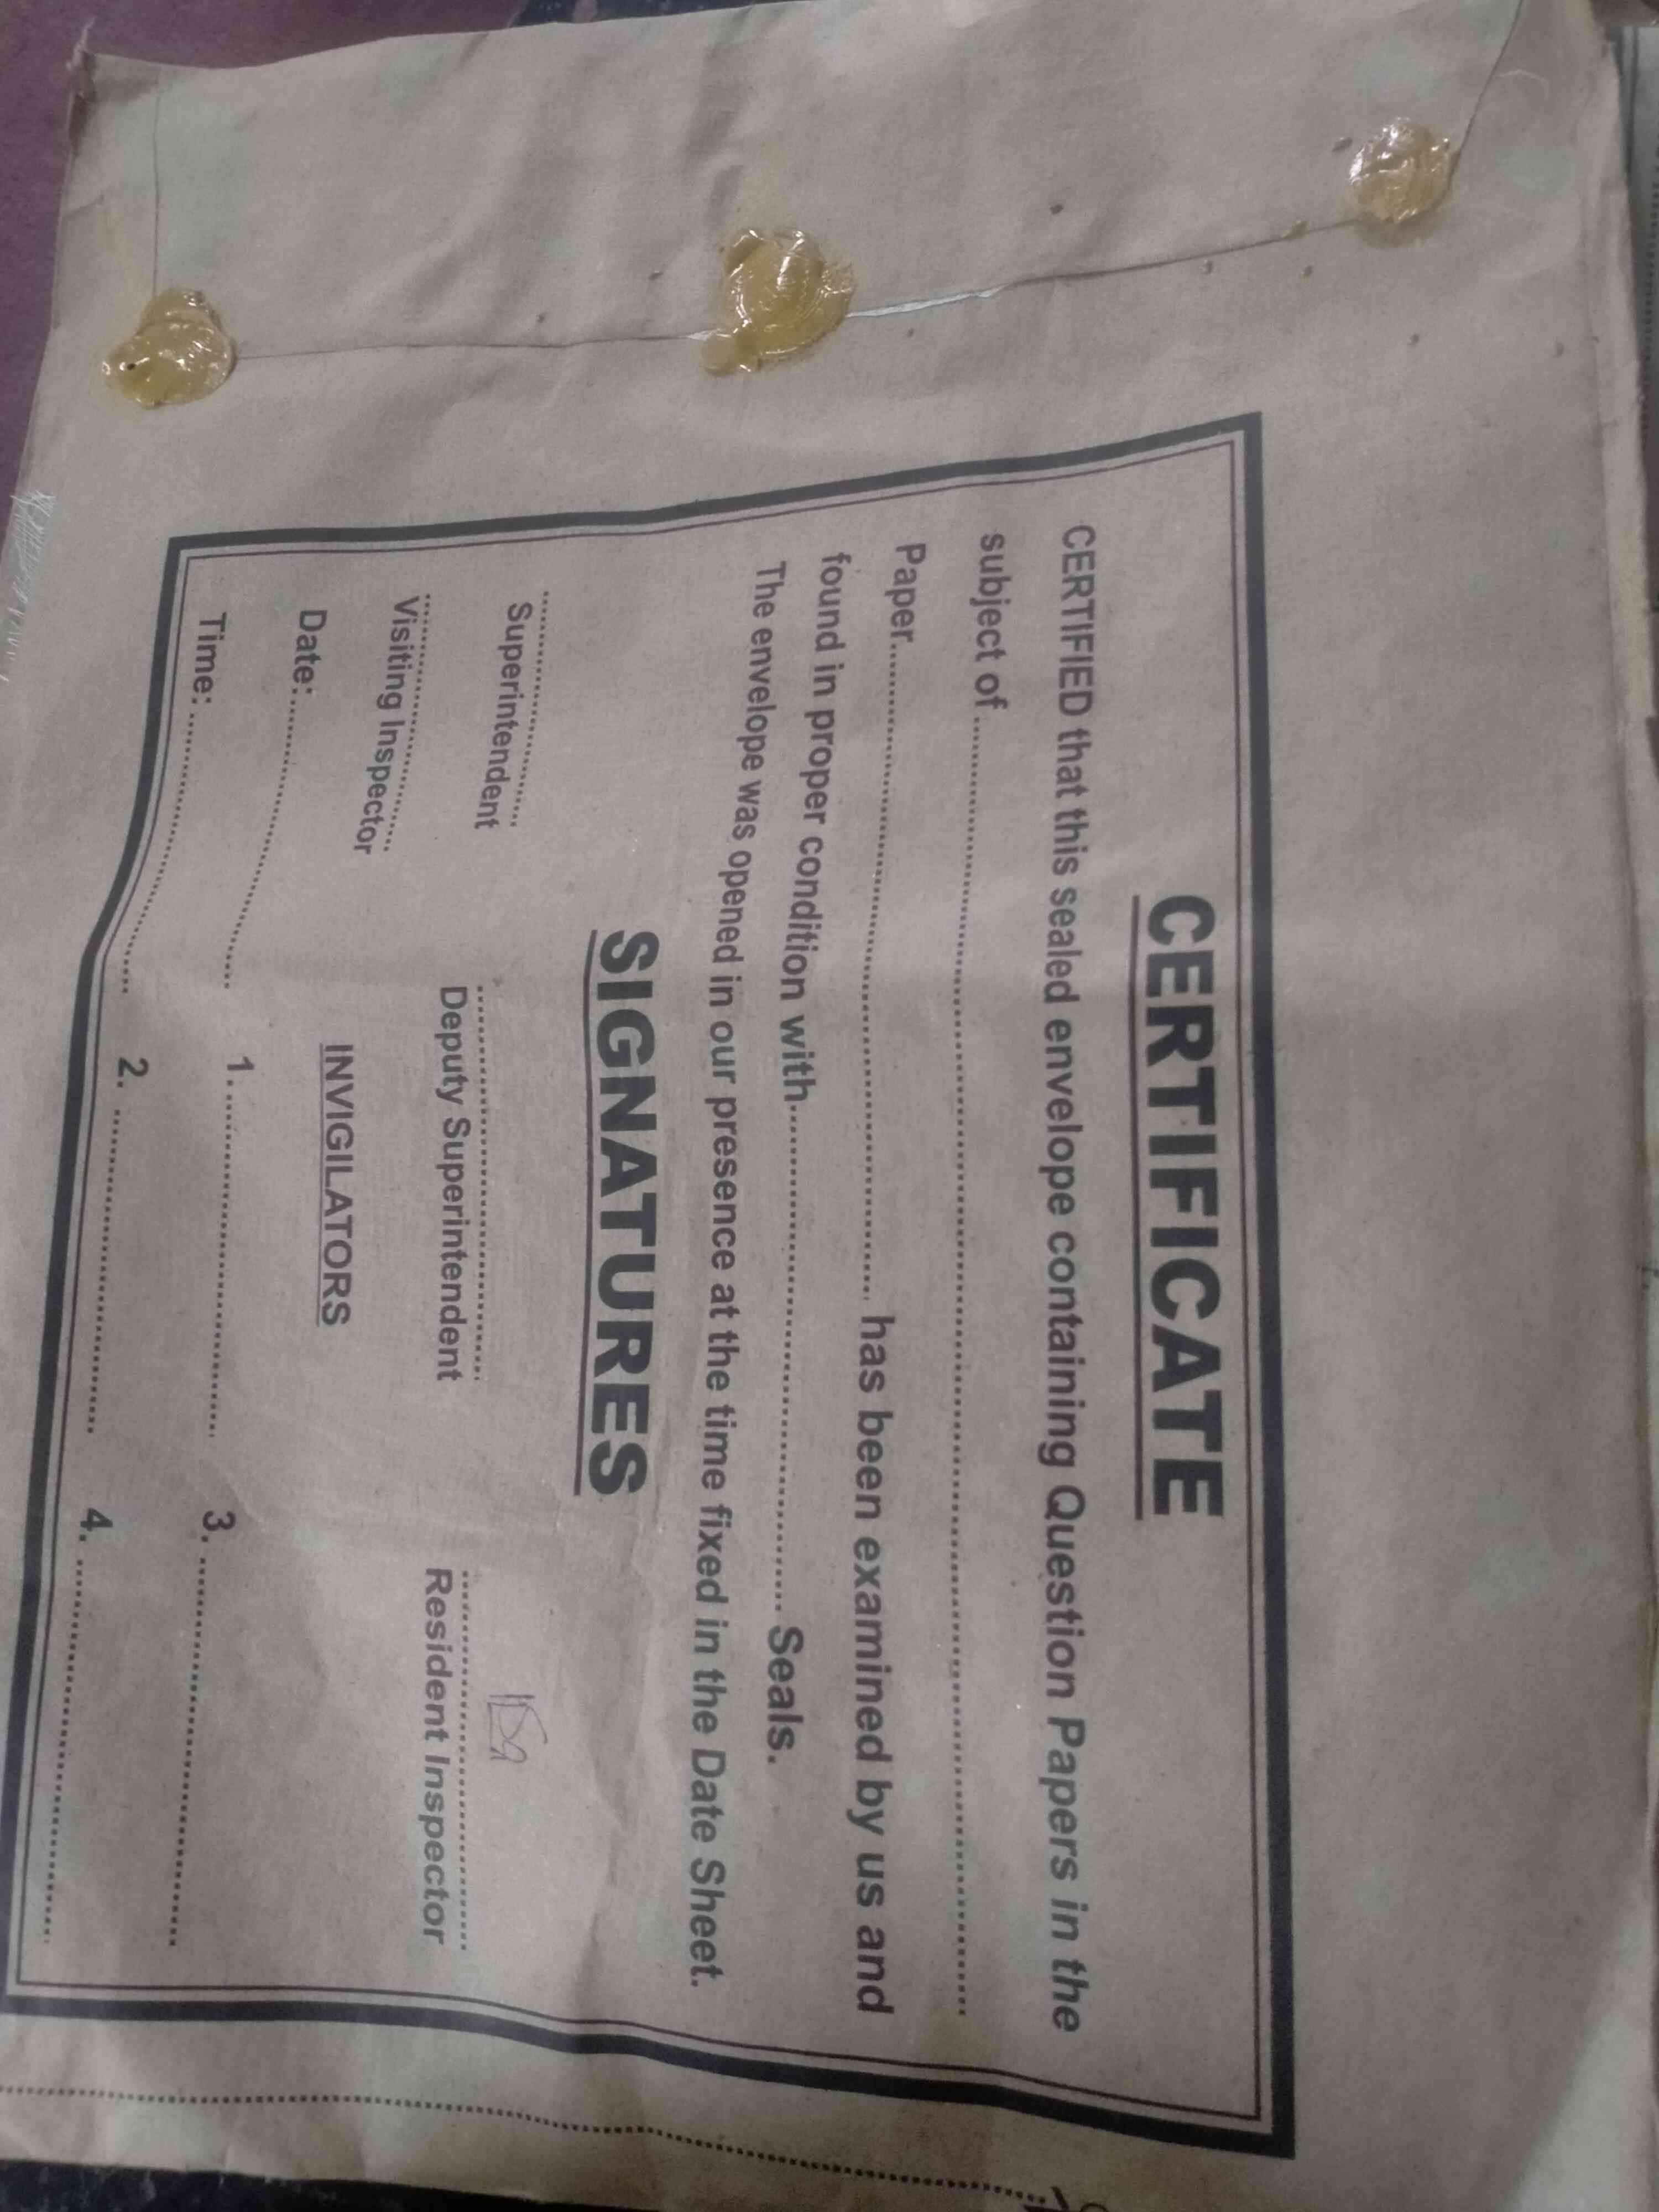 CERTIFICATE
CERTIFIED that this sealed envelope containing Question Papers in the
subject of ........................................................
Paper........................................ has been examined by us and
found in proper condition with........................................ Seals.
The envelope was opened in our presence at the time fixed in the Date Sheet.
SIGNATURES
Superintendent
Deputy Superintendent
Resident Inspector
Visiting Inspector
INVIGILATORS
Date:............................
1. ............................
3. ............................
Time: ............................
2. ............................
4. ............................